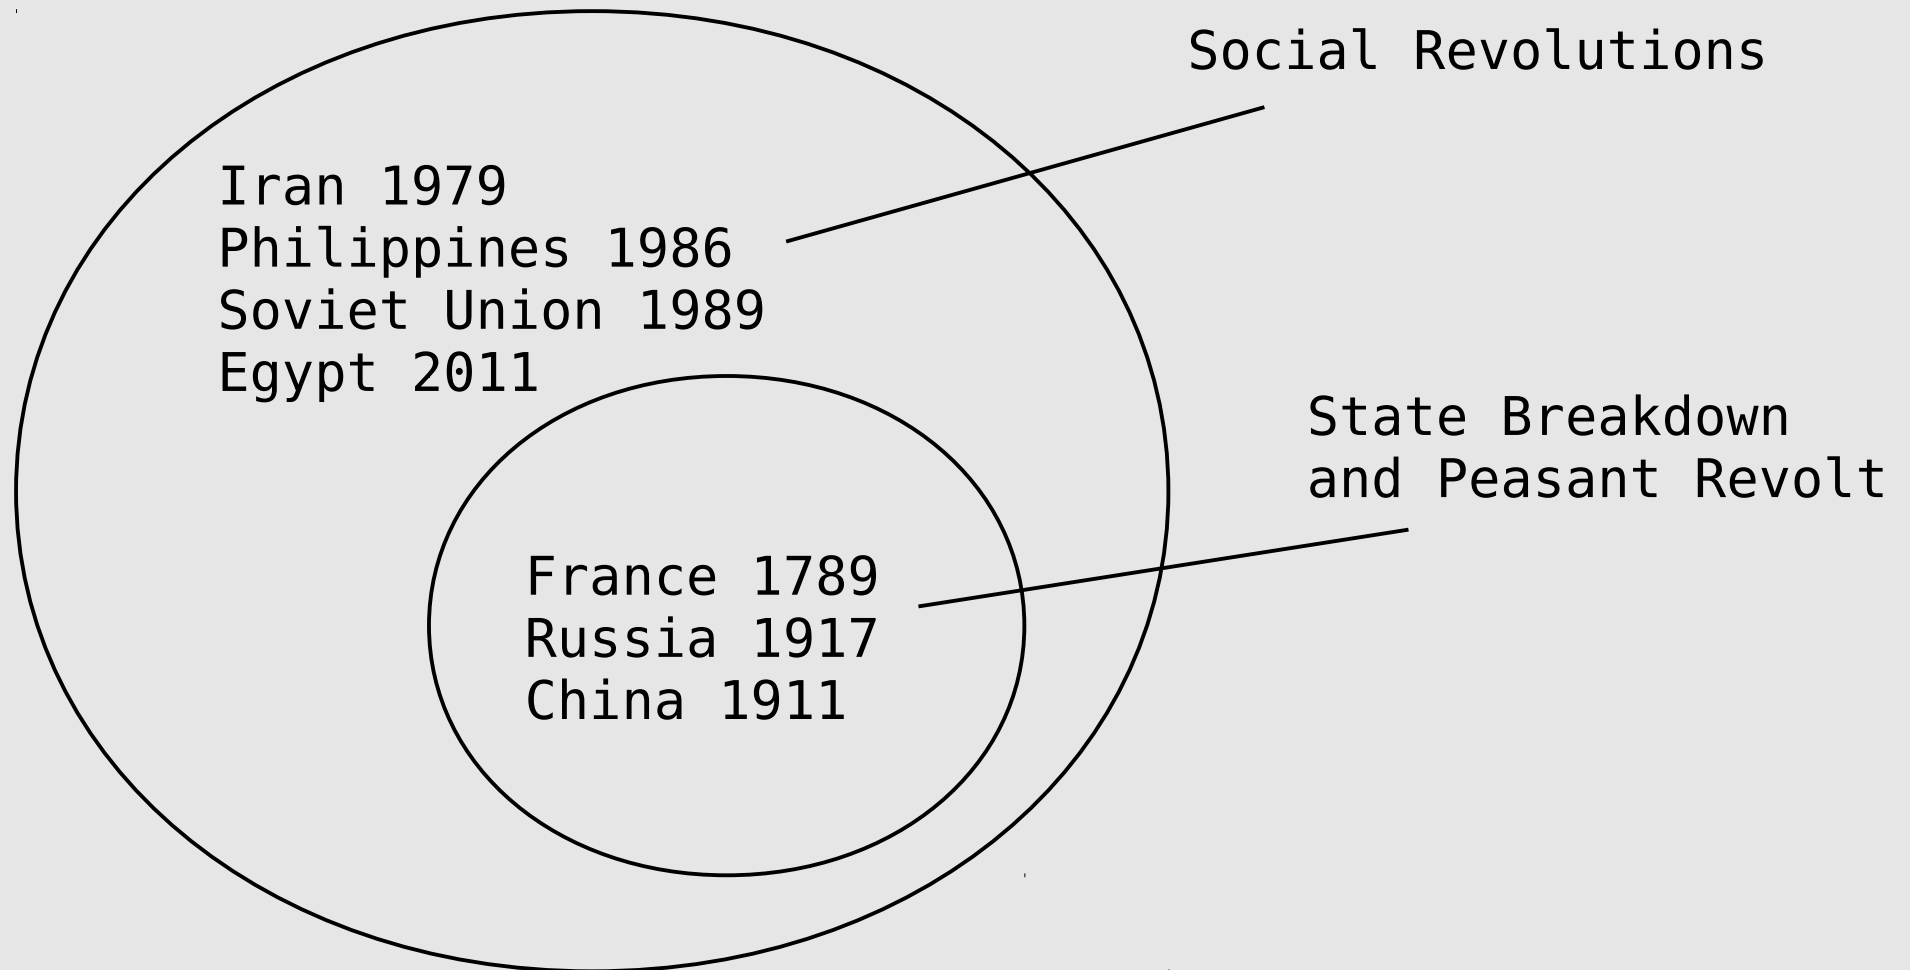 Social Revolutions
Iran 1979
Philippines 1986
Soviet Union 1989
Egypt 2011
State Breakdown
and Peasant Revolt
France 1789
Russia 1917
China 1911